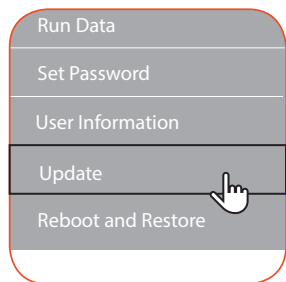 Run Data
Set Password
User Information
Update
Reboot and Restore